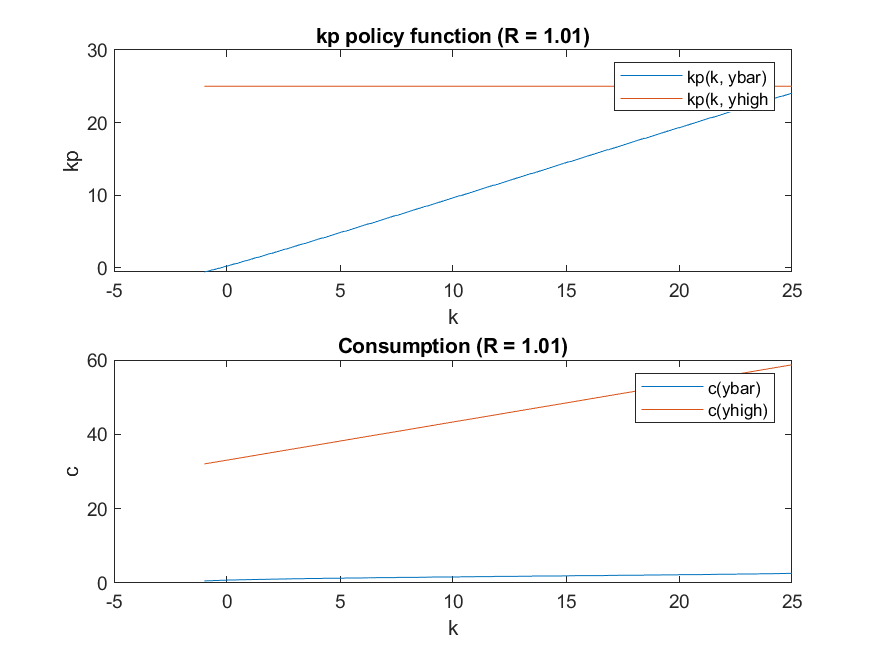 kp policy function (R = 1.01)
30
20
10
0
kp
kp(k, ybar)
kp(k, yhigh
-5 0 5 10 15 20 25
k
Consumption (R = 1.01)
60
40
20
0
c
c(ybar)
c(yhigh)
-5 0 5 10 15 20 25
k